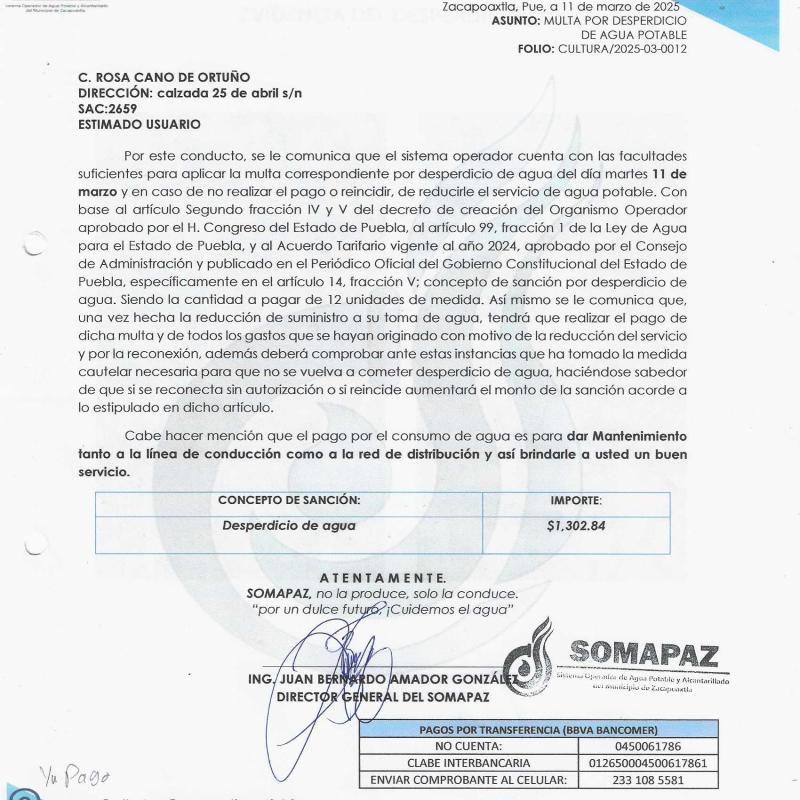 Sistema Operador de Agua Potable y Alcantarillado
del Municipio de Zacapoaxtla
Zacapoaxtla, Pue, a 11 de marzo de 2025
ASUNTO: MULTA POR DESPERDICIO
DE AGUA POTABLE
FOLIO: CULTURA/2025-03-0012
C. ROSA CANO DE ORTUÑO
DIRECCIÓN: calzada 25 de abril s/n
SAC:2659
ESTIMADO USUARIO
Por este conducto, se le comunica que el sistema operador cuenta con las facultades
suficientes para aplicar la multa correspondiente por desperdicio de agua del día martes 11 de
marzo y en caso de no realizar el pago o reincidir, de reducirle el servicio de agua potable. Con
base al artículo Segundo fracción IV y V del decreto de creación del Organismo Operador
aprobado por el H. Congreso del Estado de Puebla, al artículo 99, fracción 1 de la Ley de Agua
para el Estado de Puebla, y al Acuerdo Tarifario vigente al año 2024, aprobado por el Consejo
de Administración y publicado en el Periódico Oficial del Gobierno Constitucional del Estado de
Puebla, específicamente en el artículo 14, fracción V; concepto de sanción por desperdicio de
agua. Siendo la cantidad a pagar de 12 unidades de medida. Así mismo se le comunica que,
una vez hecha la reducción de suministro a su toma de agua, tendrá que realizar el pago de
dicha multa y de todos los gastos que se hayan originado con motivo de la reducción del servicio
y por la reconexión, además deberá comprobar ante estas instancias que ha tomado la medida
cautelar necesaria para que no se vuelva a cometer desperdicio de agua, haciéndose sabedor
de que si se reconecta sin autorización o si reincide aumentará el monto de la sanción acorde a
lo estipulado en dicho artículo.
Cabe hacer mención que el pago por el consumo de agua es para dar Mantenimiento
tanto a la línea de conducción como a la red de distribución y así brindarle a usted un buen
servicio.
CONCEPTO DE SANCIÓN: IMPORTE:
Desperdicio de agua $1,302.84
A T E N T A M E N T E.
SOMAPAZ, no la produce, solo la conduce.
"por un dulce futuro, ¡Cuidemos el agua"
SOMAPAZ
Sistema Operador de Agua Potable y Alcantarillado
del municipio de Zacapoaxtla
ING. JUAN BERNARDO AMADOR GONZÁLEZ
DIRECTOR GENERAL DEL SOMAPAZ
PAGOS POR TRANSFERENCIA (BBVA BANCOMER)
NO CUENTA: 0450061786
CLABE INTERBANCARIA 012650004500617861
ENVIAR COMPROBANTE AL CELULAR: 233 108 5581
Ya Pago